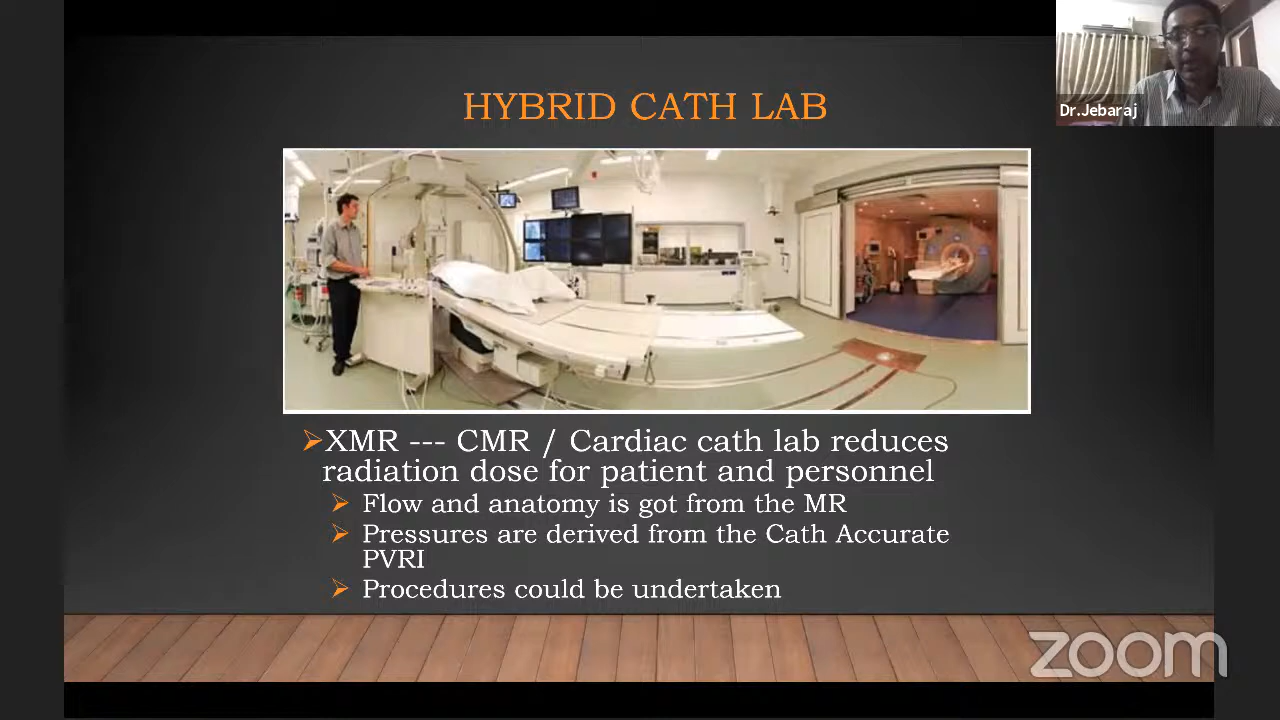 Dr.Jebaraj
HYBRID CATH LAB
XMR --- CMR / Cardiac cath lab reduces
radiation dose for patient and personnel
Flow and anatomy is got from the MR
Pressures are derived from the Cath Accurate
PVRI
Procedures could be undertaken
zoom